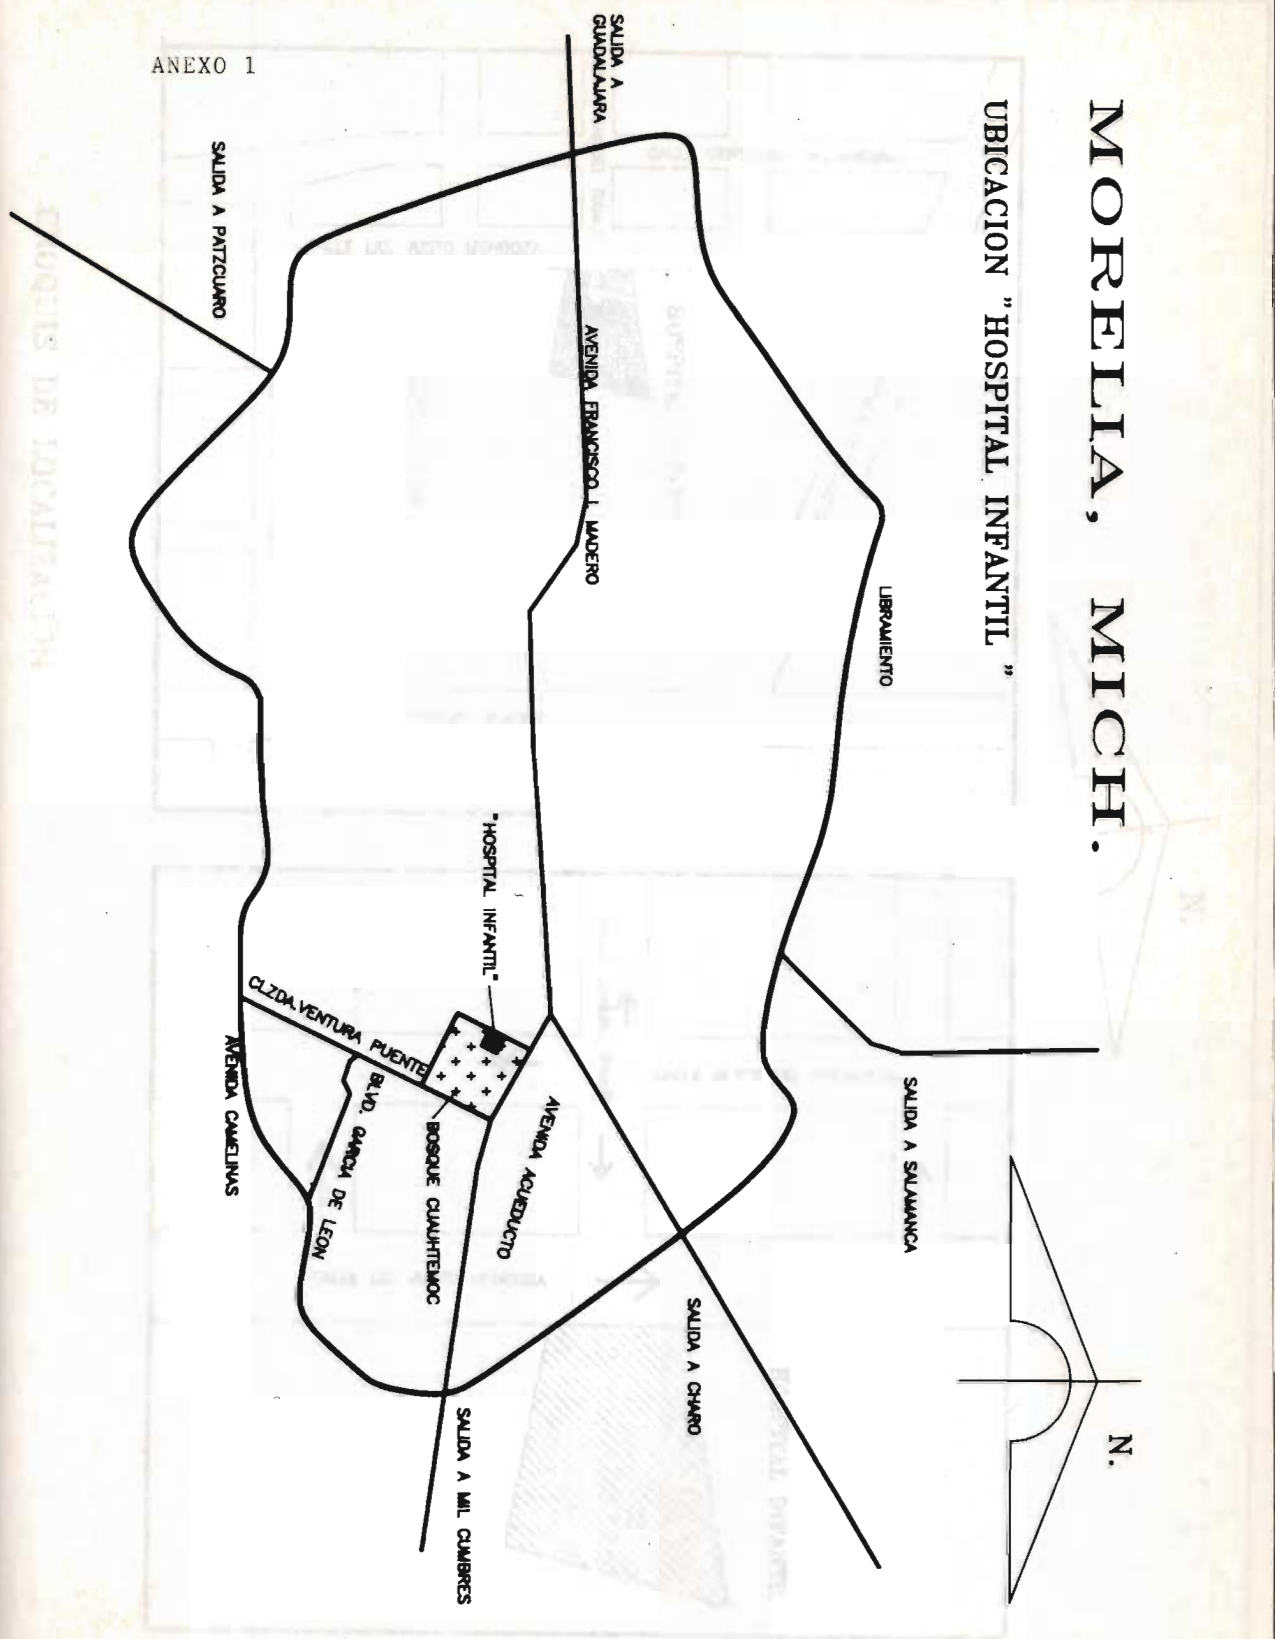 ANEXO 1
MORELIA, MICH.
UBICACION "HOSPITAL INFANTIL "
N.
SALIDA A
GUADALAJARA
SALIDA A PATZCUARO
AVENIDA FRANCISCO I. MADERO
LIBRAMIENTO
SALIDA A SALAMANCA
"HOSPITAL INFANTIL"
CLZDA. VENTURA PUENTE
AVENIDA CAMELINAS
BLVD. GARCIA DE LEON
BOSQUE CUAUHTEMOC
AVENIDA ACUEDUCTO
SALIDA A CHARO
SALIDA A MIL CUMBRES